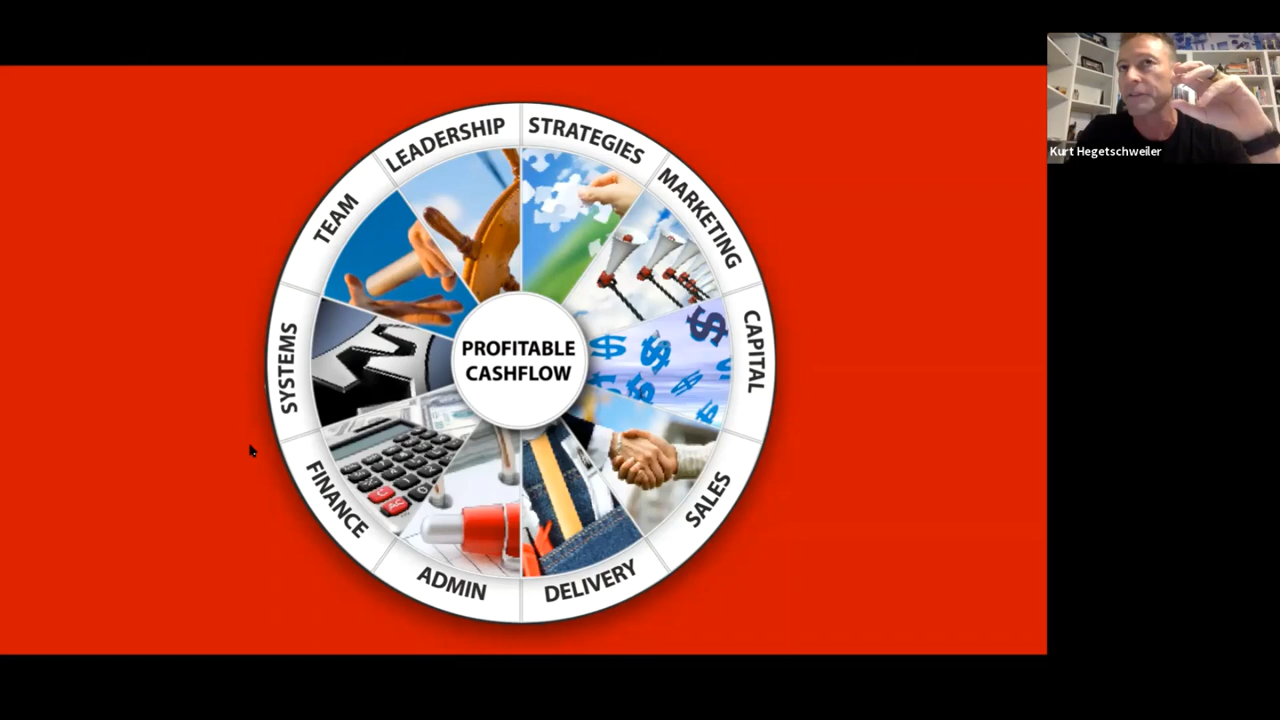 LEADERSHIP
STRATEGIES
MARKETING
CAPITAL
SALES
DELIVERY
ADMIN
FINANCE
SYSTEMS
TEAM
PROFITABLE
CASHFLOW
Kurt Hegetschweiler